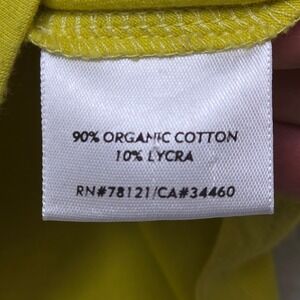 90% ORGANIC COTTON
10% LYCRA
RN#78121/CA#34460